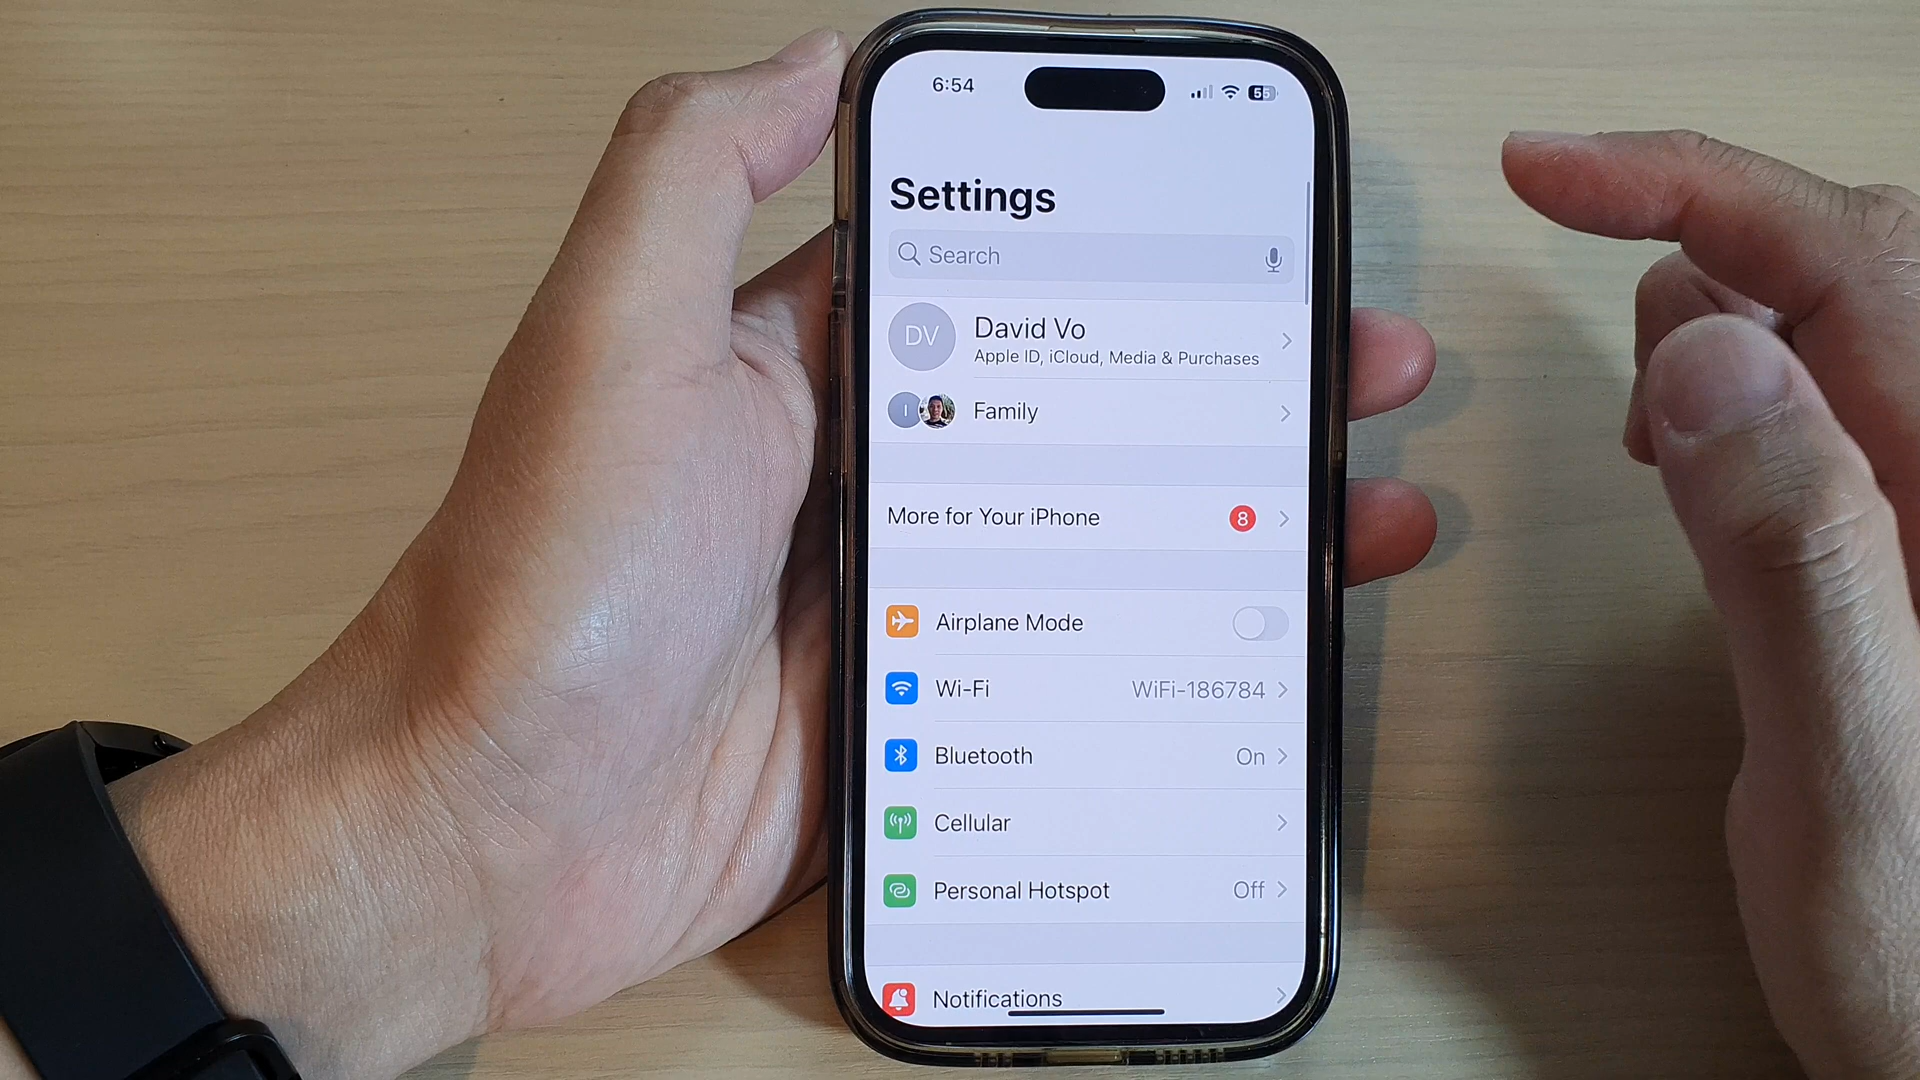 6:54
55
Settings
Search
DV
David Vo
Apple ID, iCloud, Media & Purchases
I
Family
More for Your iPhone
8
Airplane Mode
Wi-Fi
WiFi-186784
Bluetooth
On
Cellular
Personal Hotspot
Off
Notifications